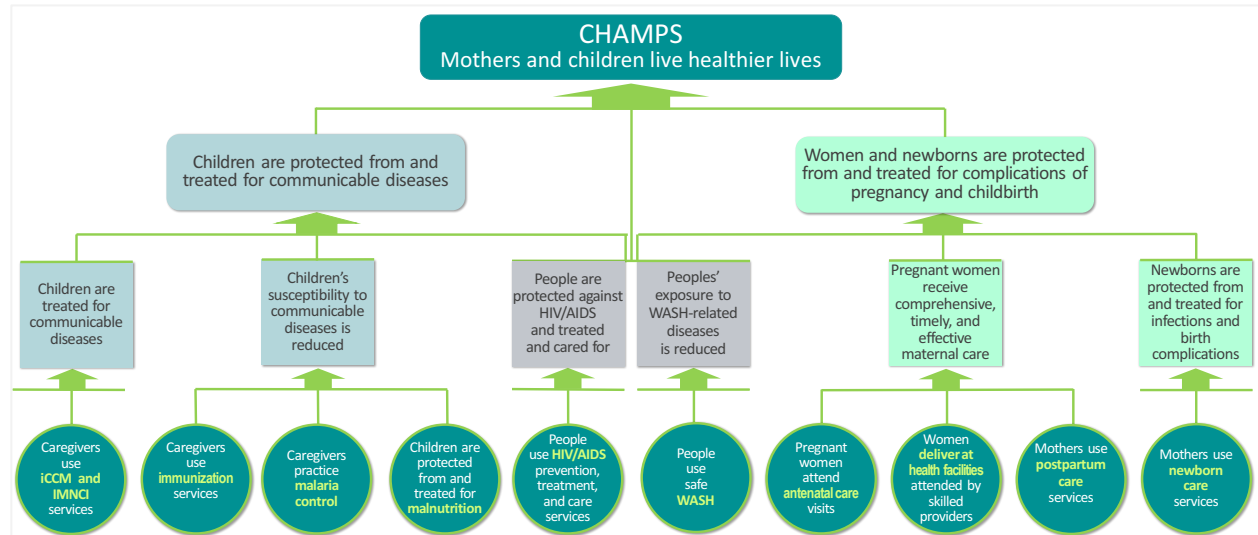 CHAMPS
Mothers and children live healthier lives
Children are protected from and
treated for communicable diseases
Women and newborns are protected
from and treated for complications of
pregnancy and childbirth
Children are
treated for
communicable
diseases
Children's
susceptibility to
communicable
diseases is
reduced
People are
protected against
HIV/AIDS
and treated
and cared for
Peoples'
exposure to
WASH-related
diseases
is reduced
Pregnant women
receive
comprehensive,
timely, and
effective
maternal care
Newborns are
protected from
and treated for
infections and
birth
complications
Caregivers
use
iCCM and
IMNCI
services
Caregivers
use
immunization
services
Caregivers
practice
malaria
control
Children are
protected
from and
treated for
malnutrition
People
use HIV/AIDS
prevention,
treatment,
and care
services
People
use
safe
WASH
Pregnant
women
attend
antenatal care
visits
Women
deliver at
health facilities
attended by
skilled
providers
Mothers use
postpartum
care
services
Mothers use
newborn
care
services